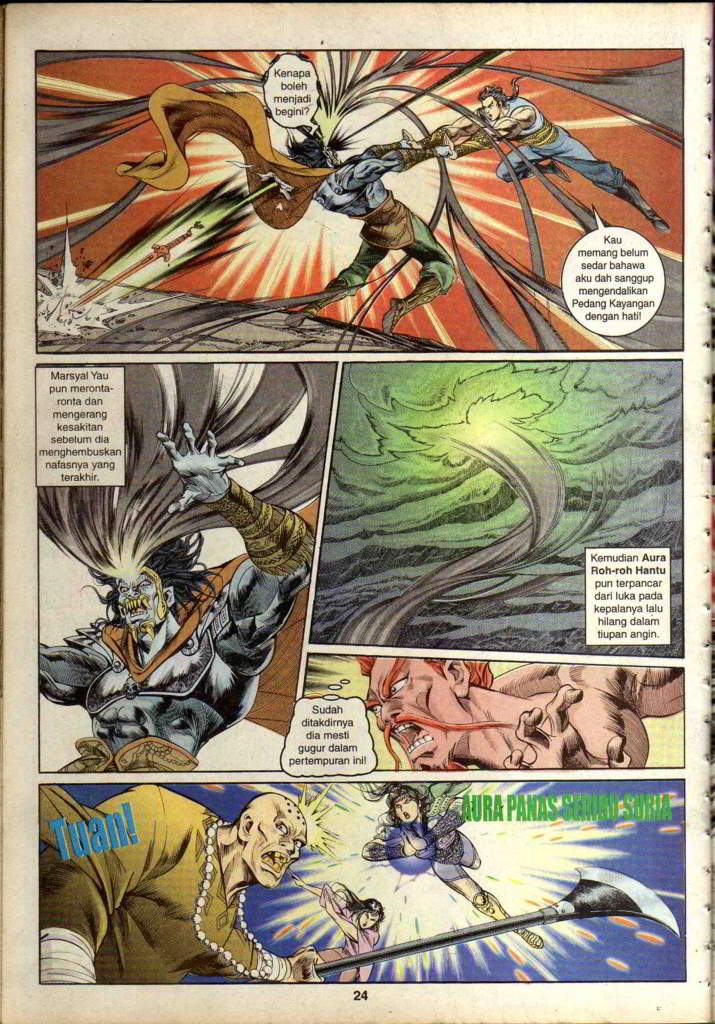 Kenapa
boleh
menjadi
begini?
Kau
memang belum
sedar bahawa
aku dah sanggup
mengendalikan
Pedang Kayangan
dengan hati!
Marsyal Yau
pun meronta-
ronta dan
mengerang
kesakitan
sebelum dia
menghembuskan
nafasnya yang
terakhir.
Kemudian Aura
Roh-roh Hantu
pun terpancar
dari luka pada
kepalanya lalu
hilang dalam
tiupan angin.
Sudah
ditakdirnya
dia mesti
gugur dalam
pertempuran ini!
Tuan!
AURA PANAS SERIBU SURIA
24